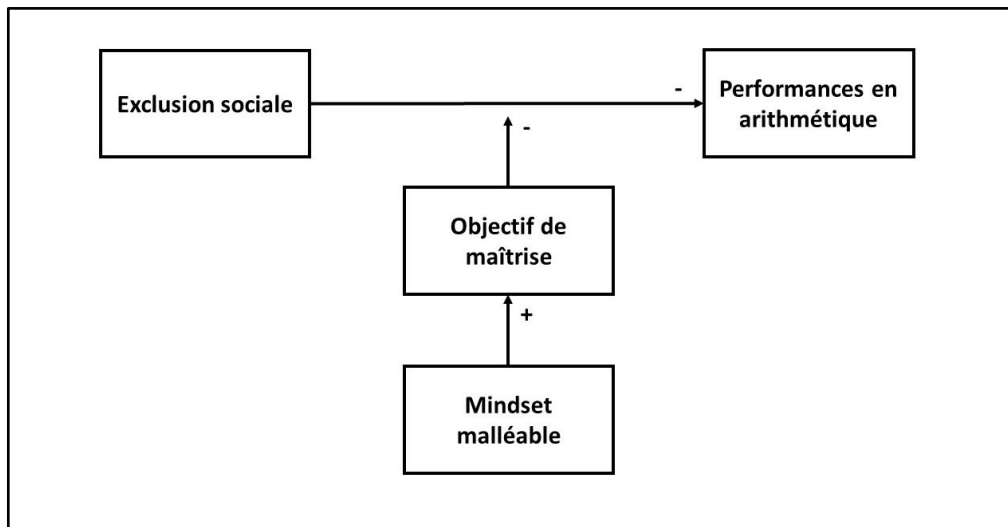 Exclusion sociale
-
Performances en
arithmétique
-
Objectif de
maîtrise
+
Mindset
malléable